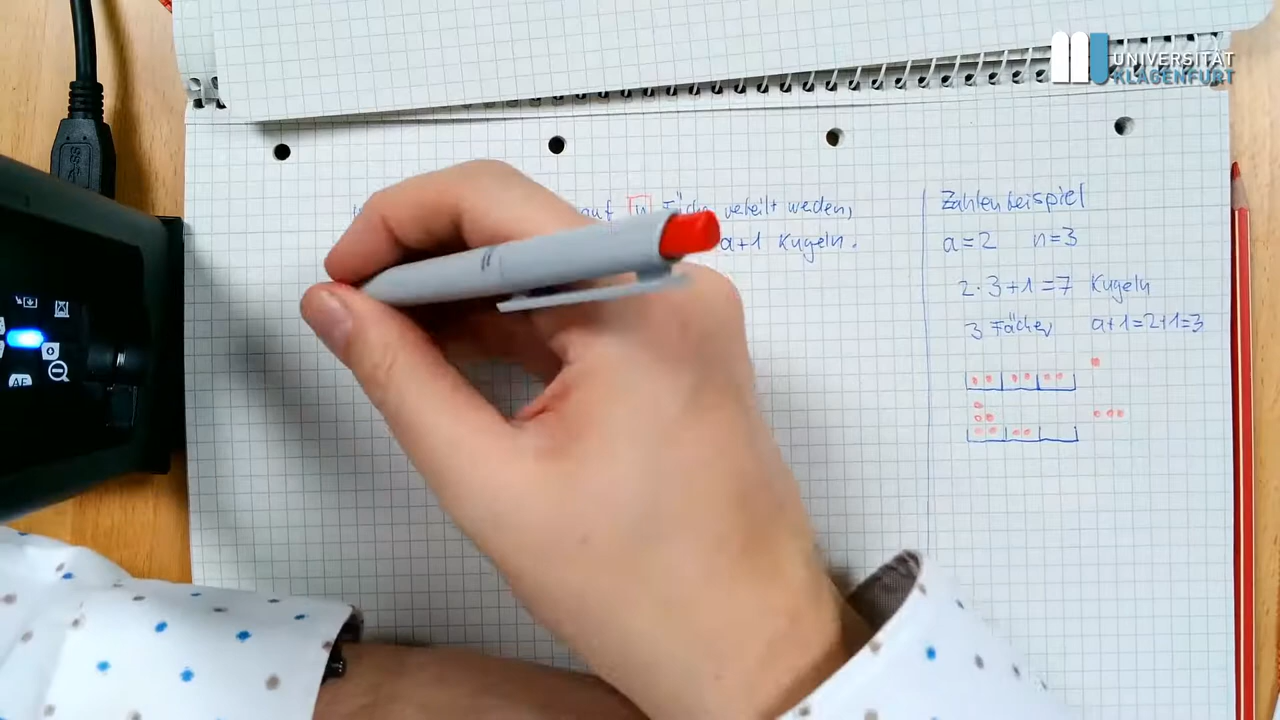 UNIVERSITÄT
KLAGENFURT
auf n Fächer verteilt werden,
a+1 Kugeln.
Zahlenbeispiel
a=2 n=3
2·3+1=7 Kugeln
3 Fächer a+1=2+1=3
AF